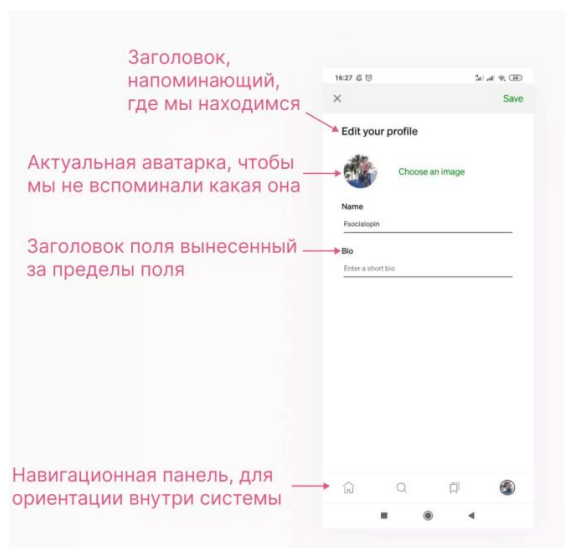 Заголовок,
напоминающий,
где мы находимся
16:27
Save
Edit your profile
Актуальная аватарка, чтобы
мы не вспоминали какая она
Choose an image
Name
Fsocialopin
Заголовок поля вынесенный
за пределы поля
Bio
Enter a short bio
Навигационная панель, для
ориентации внутри системы